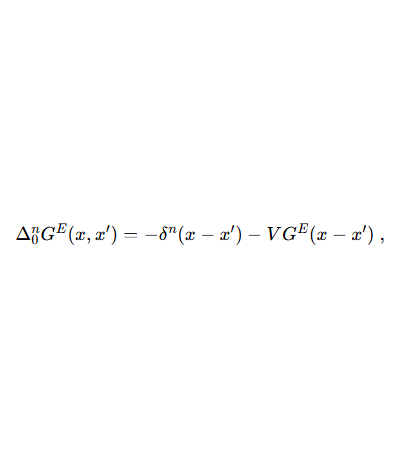 Δ₀ⁿGᴱ(x, x′) = −δⁿ(x − x′) − VGᴱ(x − x′) ,